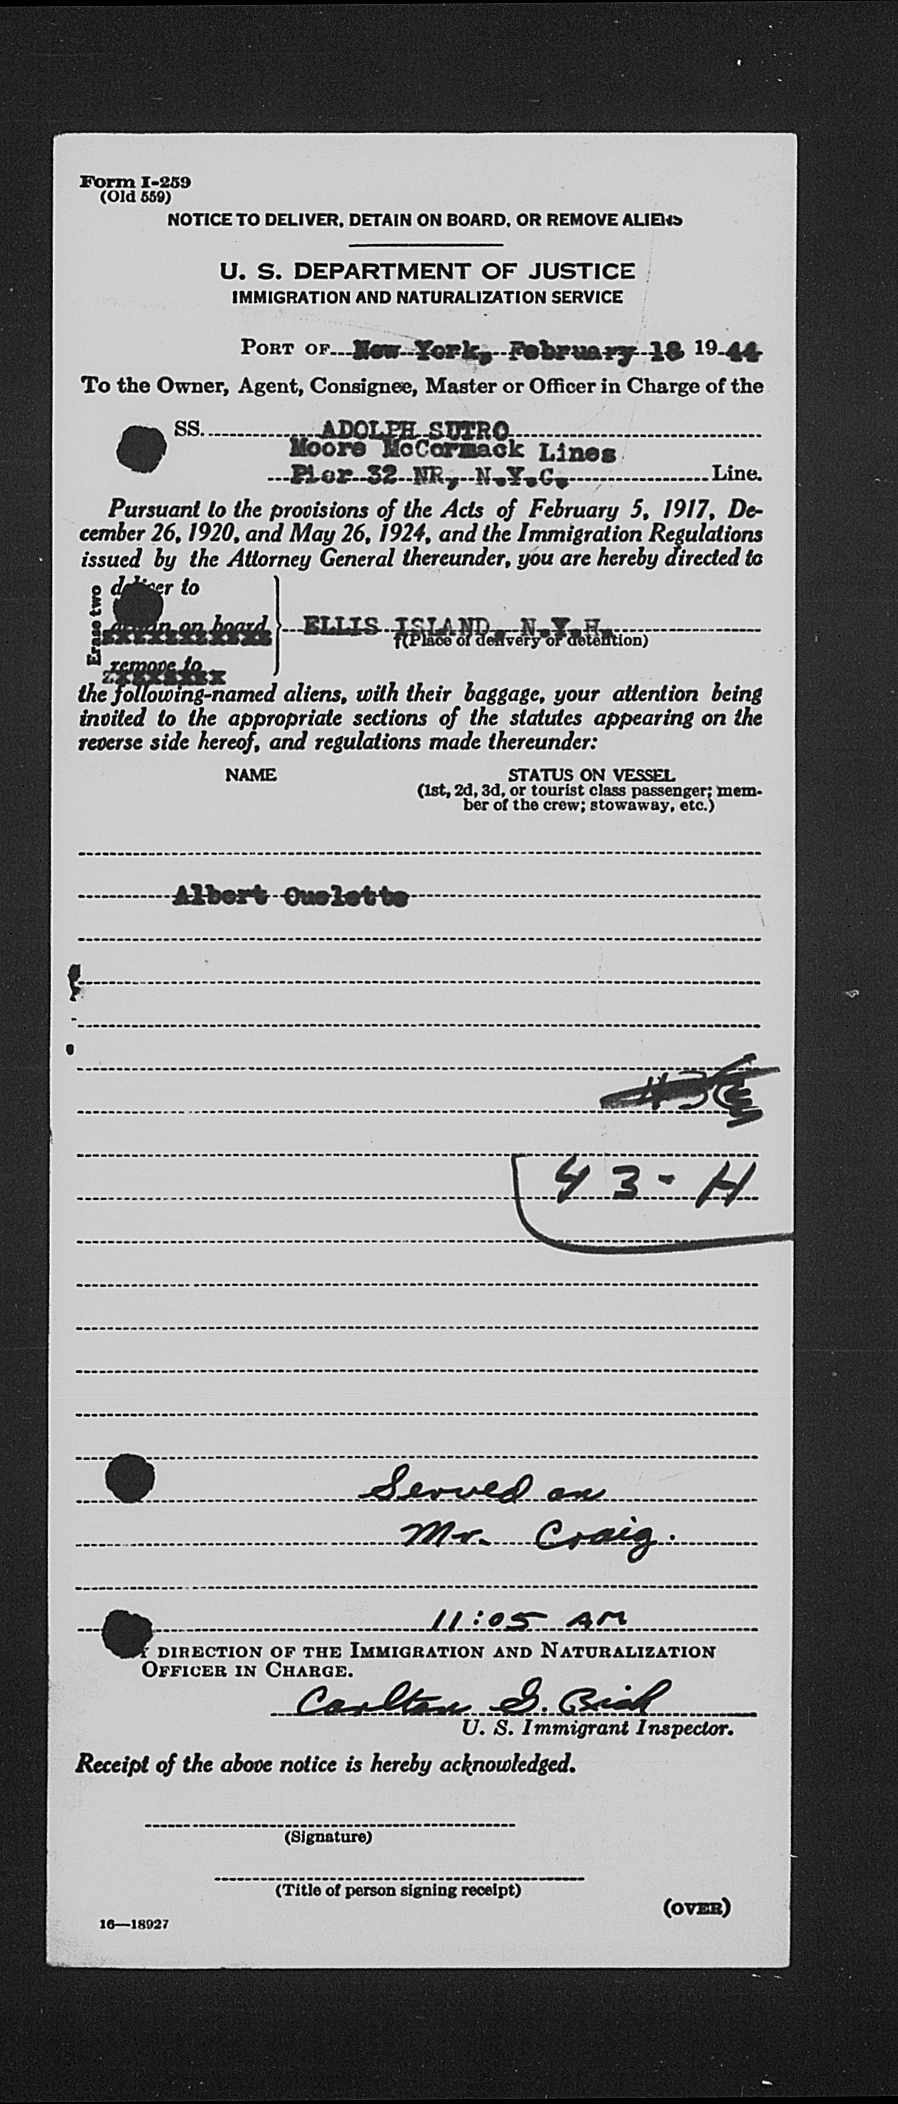 Form I-259
(Old 559)
NOTICE TO DELIVER, DETAIN ON BOARD, OR REMOVE ALIENS
U. S. DEPARTMENT OF JUSTICE
IMMIGRATION AND NATURALIZATION SERVICE
PORT OF New York, February 18 1944
To the Owner, Agent, Consignee, Master or Officer in Charge of the
SS. ADOLPH SUTRO
Moore McCormack Lines
Pier 32 NR, N.Y.C. Line.
Pursuant to the provisions of the Acts of February 5, 1917, De-
cember 26, 1920, and May 26, 1924, and the Immigration Regulations
issued by the Attorney General thereunder, you are hereby directed to
Erase two
deliver to
detain on board
ELLIS ISLAND, N.Y.H.
(Place of delivery or detention)
remove to
the following-named aliens, with their baggage, your attention being
invited to the appropriate sections of the statutes appearing on the
reverse side hereof, and regulations made thereunder:
NAME STATUS ON VESSEL
(1st, 2d, 3d, or tourist class passenger; mem-
ber of the crew; stowaway, etc.)
Albert Ouelette
43-H
Served on
Mr. Craig.
11:05 AM
BY DIRECTION OF THE IMMIGRATION AND NATURALIZATION
OFFICER IN CHARGE.
Carlton G.
U. S. Immigrant Inspector.
Receipt of the above notice is hereby acknowledged.
(Signature)
(Title of person signing receipt)
(OVER)
16—18927